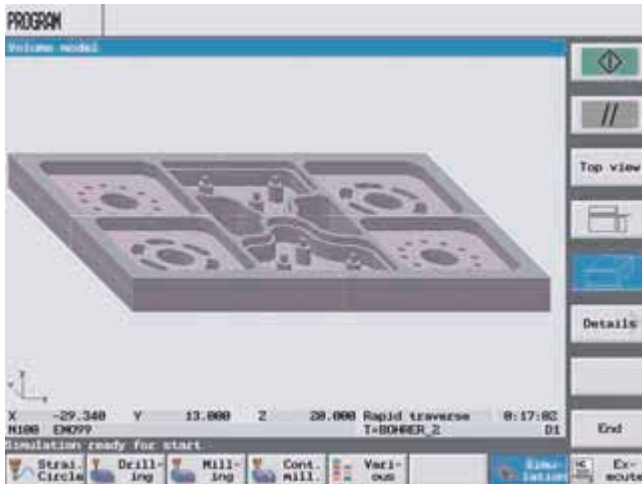 PROGRAM
Volume model
//
Top view
Details
X -29.340 Y 13.000 Z 20.000 Rapid traverse 0:17:02
N100 T=BOHRER_2 D1
End
Simulation ready for start
Strai. Circle
Drill- ing
Mill- ing
Cont. mill.
Vari- ous
Simu- lation
Ex- ecute